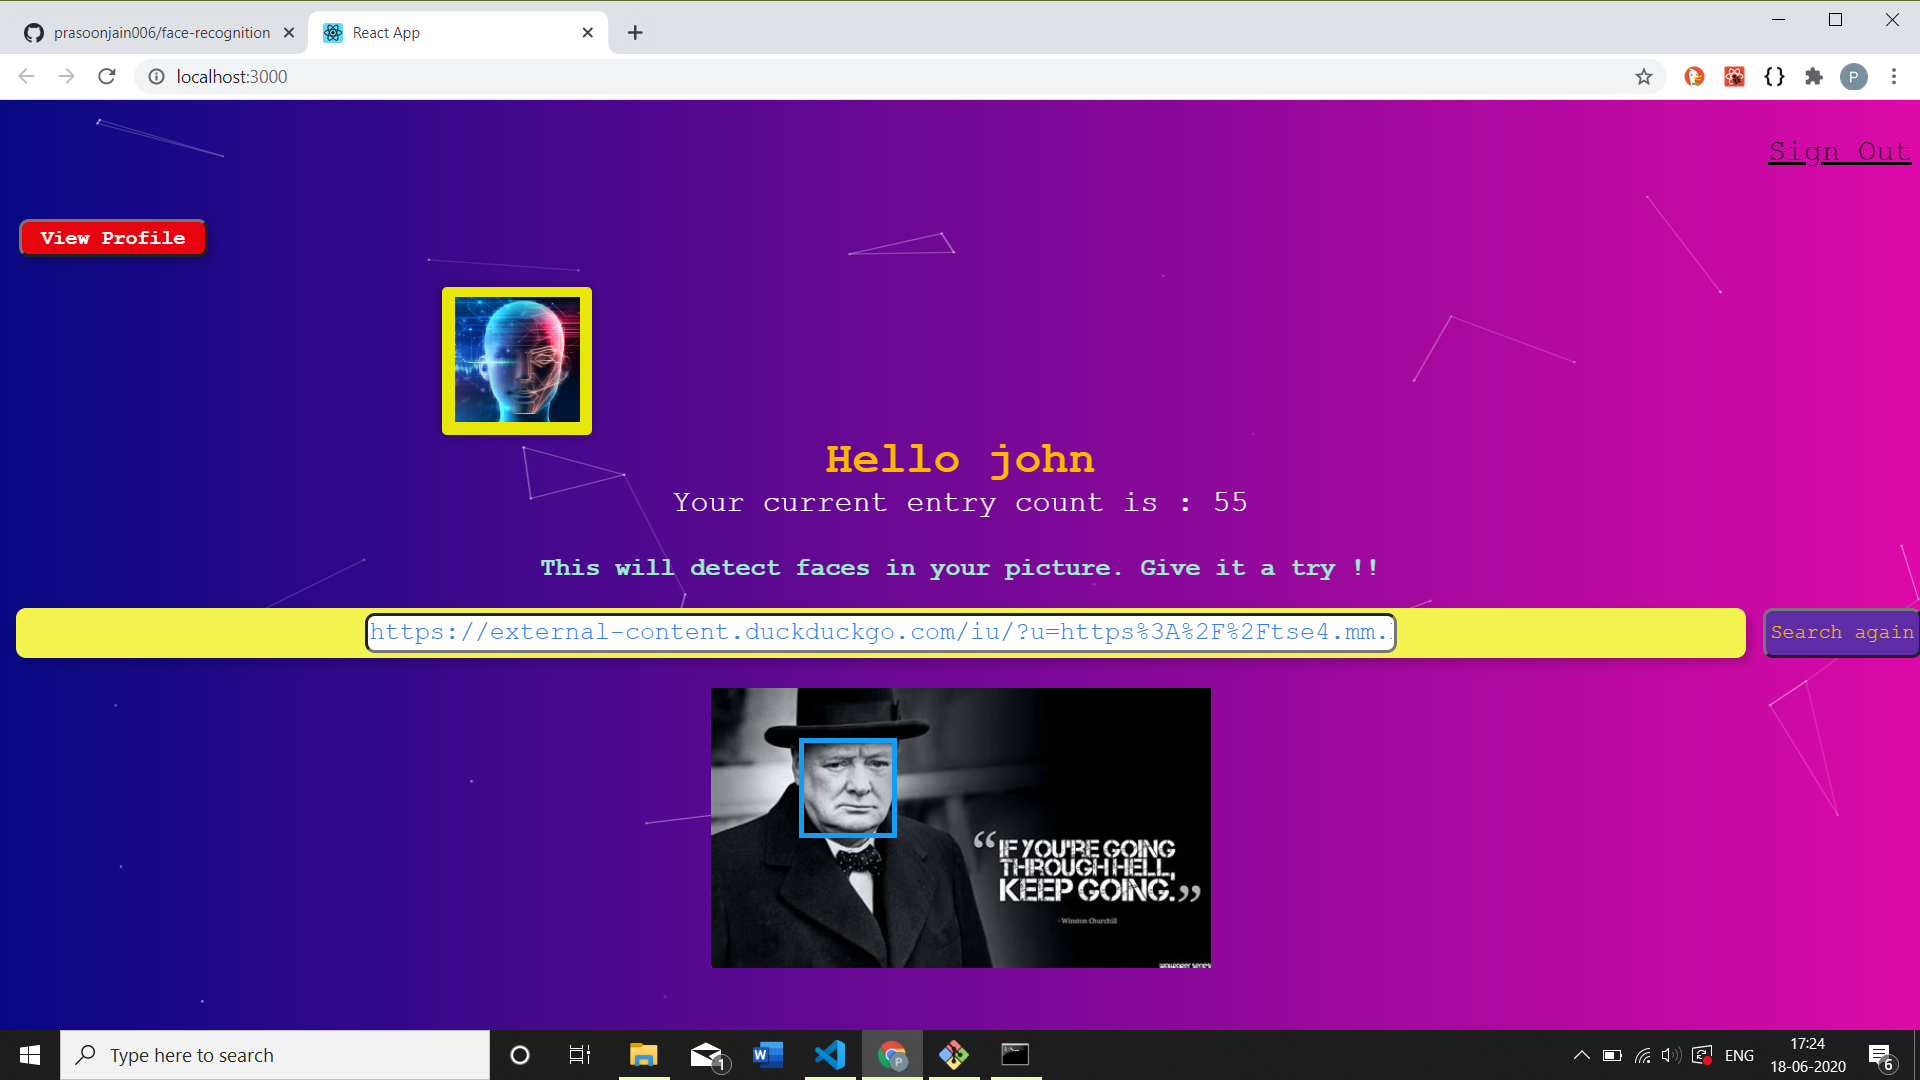 prasoonjain006/face-recognition
React App
localhost:3000
P
Sign Out
View Profile
Hello john
Your current entry count is : 55
This will detect faces in your picture. Give it a try !!
https://external-content.duckduckgo.com/iu/?u=https%3A%2F%2Ftse4.mm.
Search again
“IF YOU'RE GOING
THROUGH HELL,
KEEP GOING.”
- Winston Churchill
Type here to search
1
P
ENG
17:24
18-06-2020
6